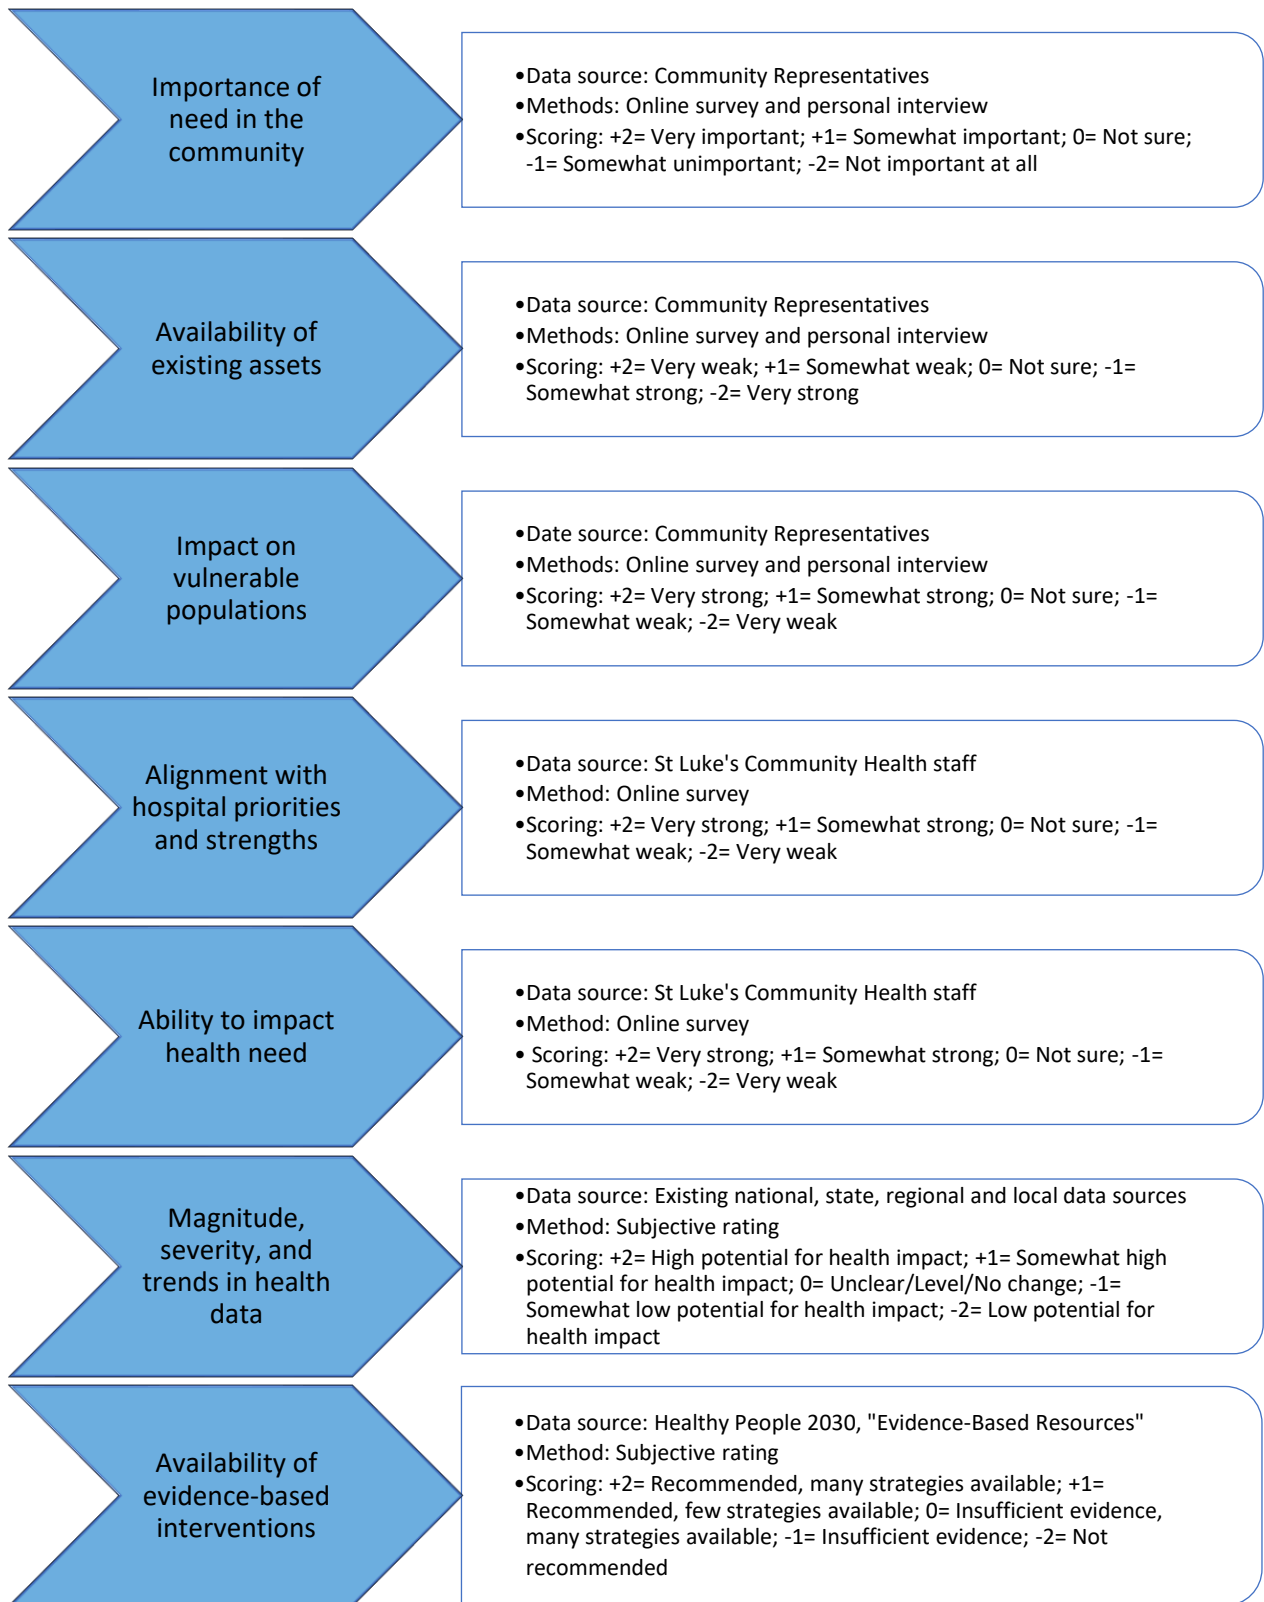 Importance of
need in the
community
•Data source: Community Representatives
•Methods: Online survey and personal interview
•Scoring: +2= Very important; +1= Somewhat important; 0= Not sure;
-1= Somewhat unimportant; -2= Not important at all
Availability of
existing assets
•Data source: Community Representatives
•Methods: Online survey and personal interview
•Scoring: +2= Very weak; +1= Somewhat weak; 0= Not sure; -1=
Somewhat strong; -2= Very strong
Impact on
vulnerable
populations
•Date source: Community Representatives
•Methods: Online survey and personal interview
•Scoring: +2= Very strong; +1= Somewhat strong; 0= Not sure; -1=
Somewhat weak; -2= Very weak
Alignment with
hospital priorities
and strengths
•Data source: St Luke's Community Health staff
•Method: Online survey
•Scoring: +2= Very strong; +1= Somewhat strong; 0= Not sure; -1=
Somewhat weak; -2= Very weak
Ability to impact
health need
•Data source: St Luke's Community Health staff
•Method: Online survey
• Scoring: +2= Very strong; +1= Somewhat strong; 0= Not sure; -1=
Somewhat weak; -2= Very weak
Magnitude,
severity, and
trends in health
data
•Data source: Existing national, state, regional and local data sources
•Method: Subjective rating
•Scoring: +2= High potential for health impact; +1= Somewhat high
potential for health impact; 0= Unclear/Level/No change; -1=
Somewhat low potential for health impact; -2= Low potential for
health impact
Availability of
evidence-based
interventions
•Data source: Healthy People 2030, "Evidence-Based Resources"
•Method: Subjective rating
•Scoring: +2= Recommended, many strategies available; +1=
Recommended, few strategies available; 0= Insufficient evidence,
many strategies available; -1= Insufficient evidence; -2= Not
recommended